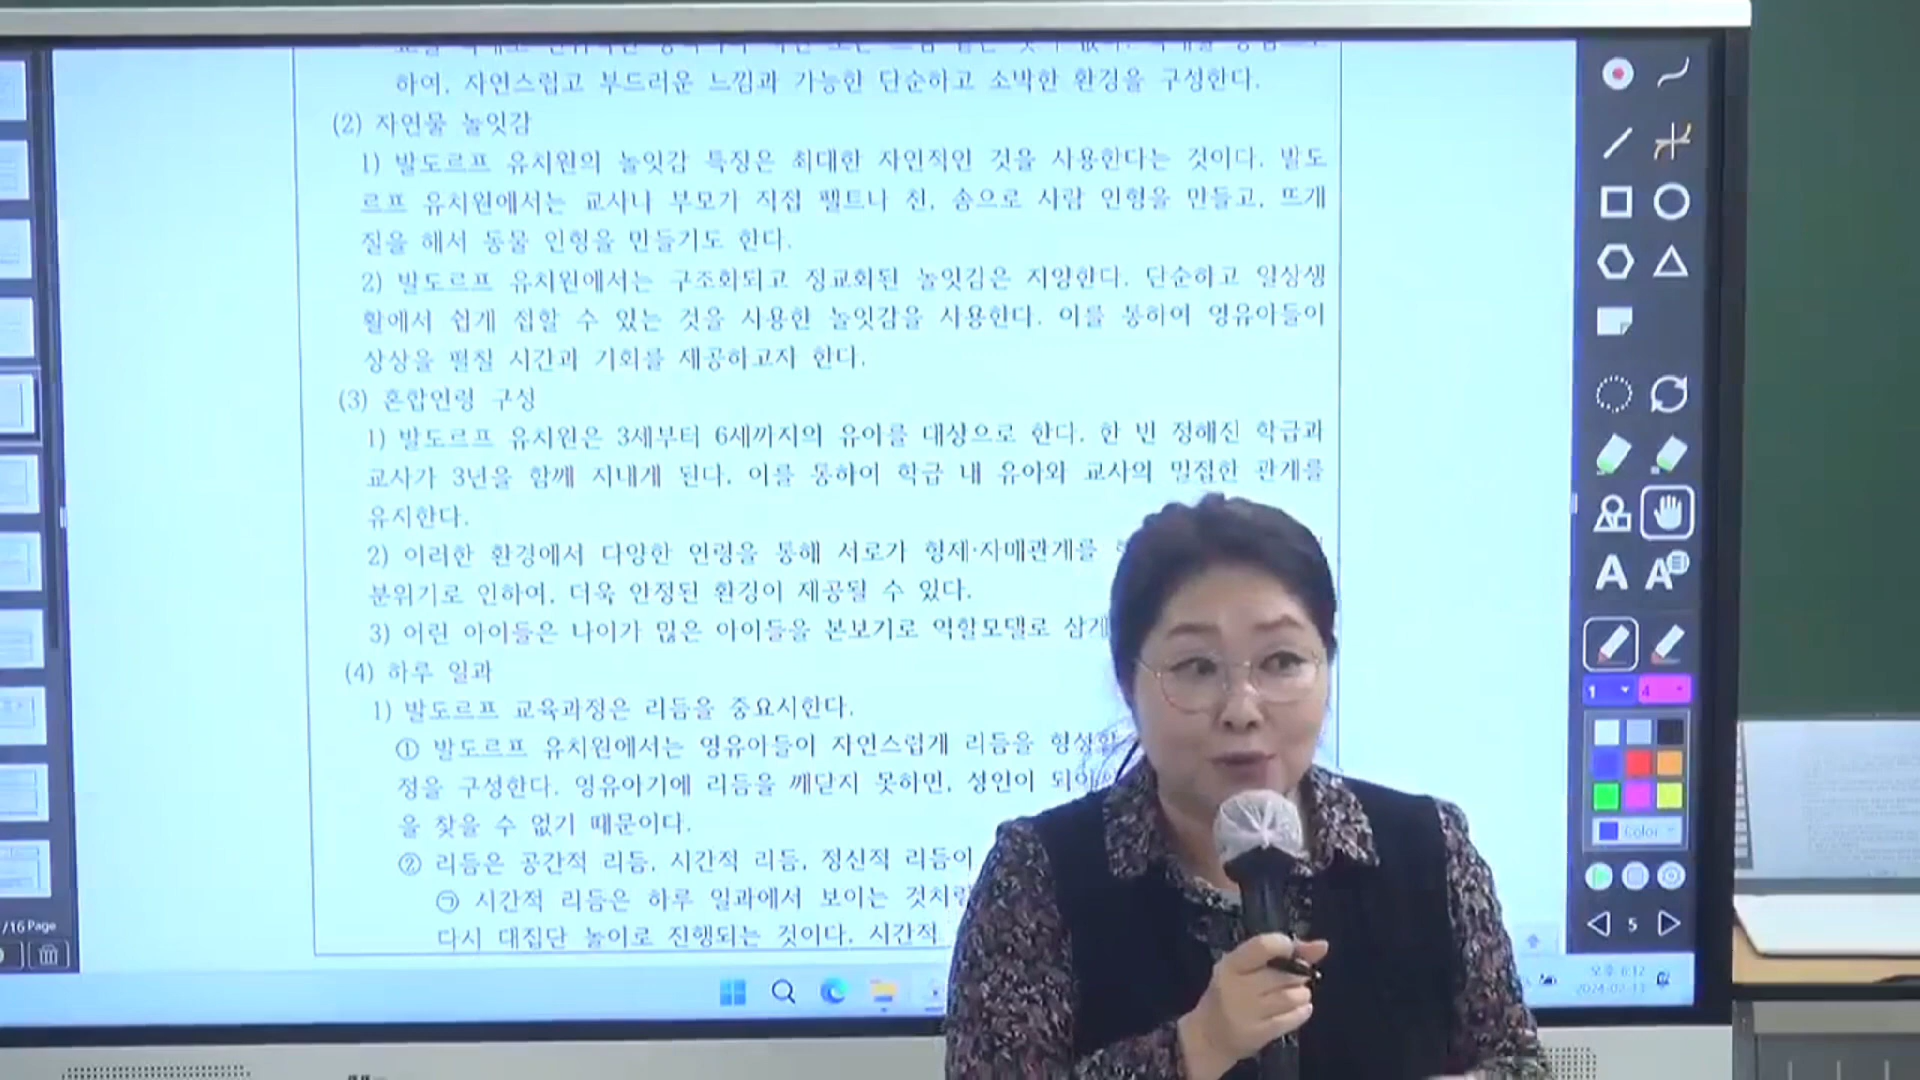 하여, 자연스럽고 부드러운 느낌과 가능한 단순하고 소박한 환경을 구성한다.
(2) 자연물 놀잇감
1) 발도르프 유치원의 놀잇감 특징은 최대한 자연적인 것을 사용한다는 것이다. 발도
르프 유치원에서는 교사나 부모가 직접 펠트나 천, 솜으로 사람 인형을 만들고, 뜨개
질을 해서 동물 인형을 만들기도 한다.
2) 발도르프 유치원에서는 구조화되고 정교화된 놀잇감은 지양한다. 단순하고 일상생
활에서 쉽게 접할 수 있는 것을 사용한 놀잇감을 사용한다. 이를 통하여 영유아들이
상상을 펼칠 시간과 기회를 제공하고자 한다.
(3) 혼합연령 구성
1) 발도르프 유치원은 3세부터 6세까지의 유아를 대상으로 한다. 한 번 정해진 학급과
교사가 3년을 함께 지내게 된다. 이를 통하여 학급 내 유아와 교사의 밀접한 관계를
유지한다.
2) 이러한 환경에서 다양한 연령을 통해 서로가 형제·자매관계를
분위기로 인하여, 더욱 안정된 환경이 제공될 수 있다.
3) 어린 아이들은 나이가 많은 아이들을 본보기로 역할모델로 삼게
(4) 하루 일과
1) 발도르프 교육과정은 리듬을 중요시한다.
① 발도르프 유치원에서는 영유아들이 자연스럽게 리듬을 형성할
정을 구성한다. 영유아기에 리듬을 깨닫지 못하면, 성인이 되어서
을 찾을 수 없기 때문이다.
② 리듬은 공간적 리듬, 시간적 리듬, 정신적 리듬이
㉠ 시간적 리듬은 하루 일과에서 보이는 것처럼
다시 대집단 놀이로 진행되는 것이다. 시간적
/16 Page
A A
1 4
Color
5
오후 6:12